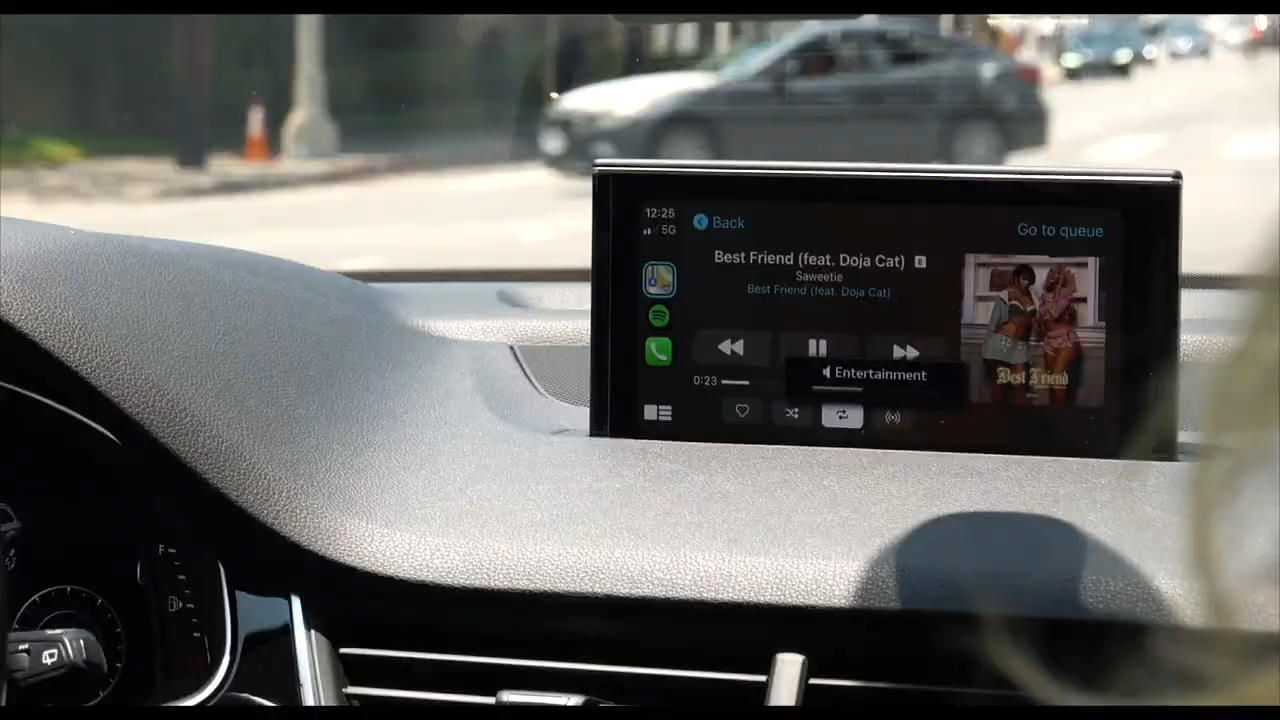 12:25
5G
Back
Go to queue
Best Friend (feat. Doja Cat) E
Saweetie
Best Friend (feat. Doja Cat)
Entertainment
0:23
Best Friend
F